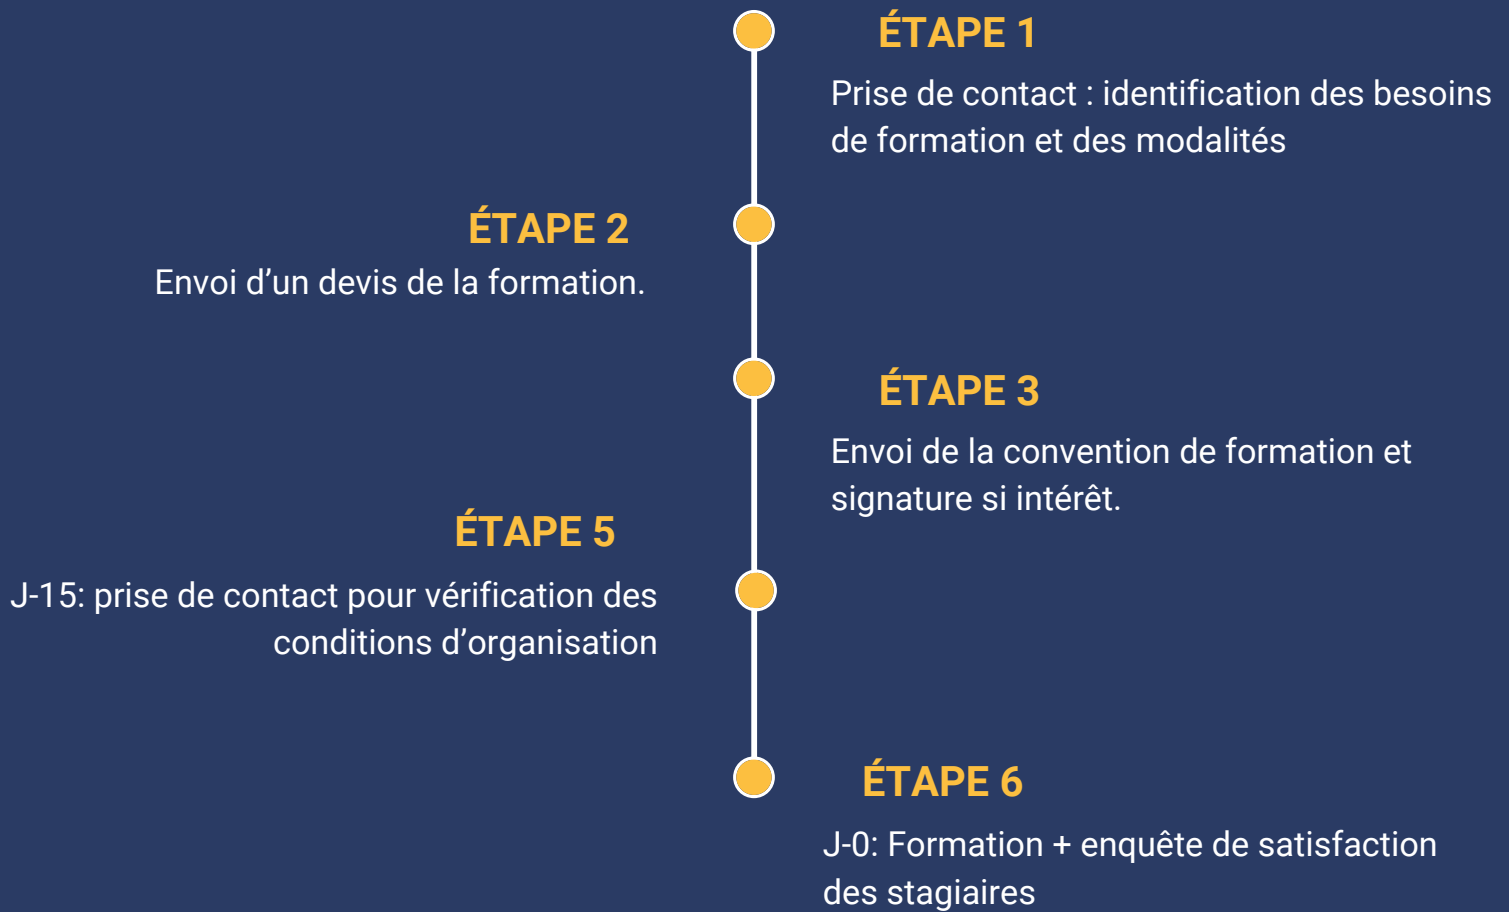 ÉTAPE 1
Prise de contact : identification des besoins
de formation et des modalités
ÉTAPE 2
Envoi d’un devis de la formation.
ÉTAPE 3
Envoi de la convention de formation et
signature si intérêt.
ÉTAPE 5
J-15: prise de contact pour vérification des
conditions d’organisation
ÉTAPE 6
J-0: Formation + enquête de satisfaction
des stagiaires